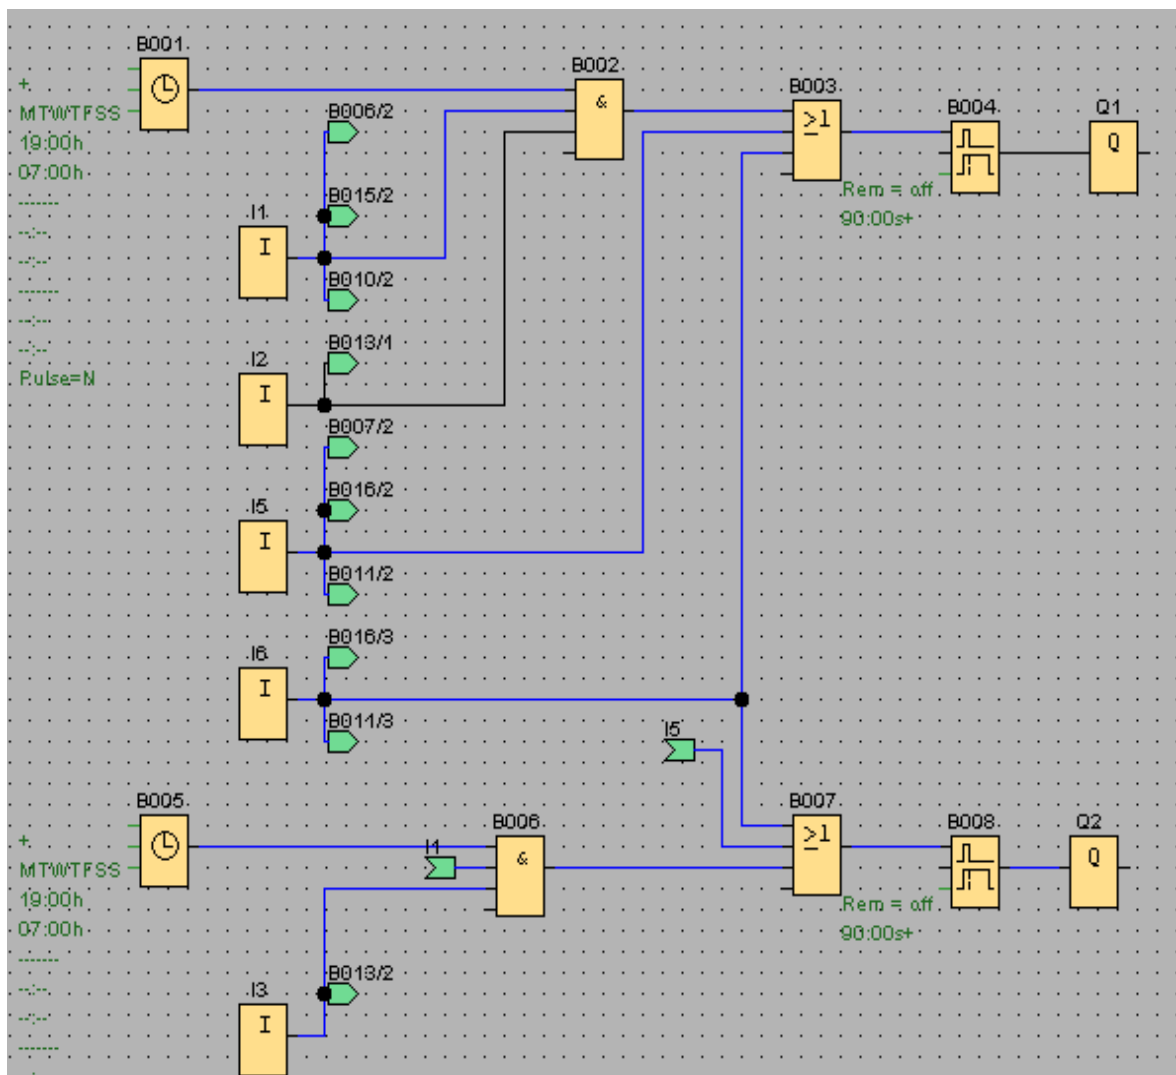 B001
+
MTWTFSS
19:00h
07:00h
-------
--:--
--:--
-------
--:--
--:--
Pulse=N
B002
&
B003
>1
B004
Rem = off
90:00s+
Q1
Q
B006/2
B015/2
I1
I
B010/2
B013/1
I2
I
B007/2
B016/2
I5
I
B011/2
B016/3
I6
I
B011/3
I5
B005
+
MTWTFSS
19:00h
07:00h
-------
--:--
--:--
-------
B006
I1
&
B007
>1
B008
Rem = off
90:00s+
Q2
Q
B013/2
I3
I